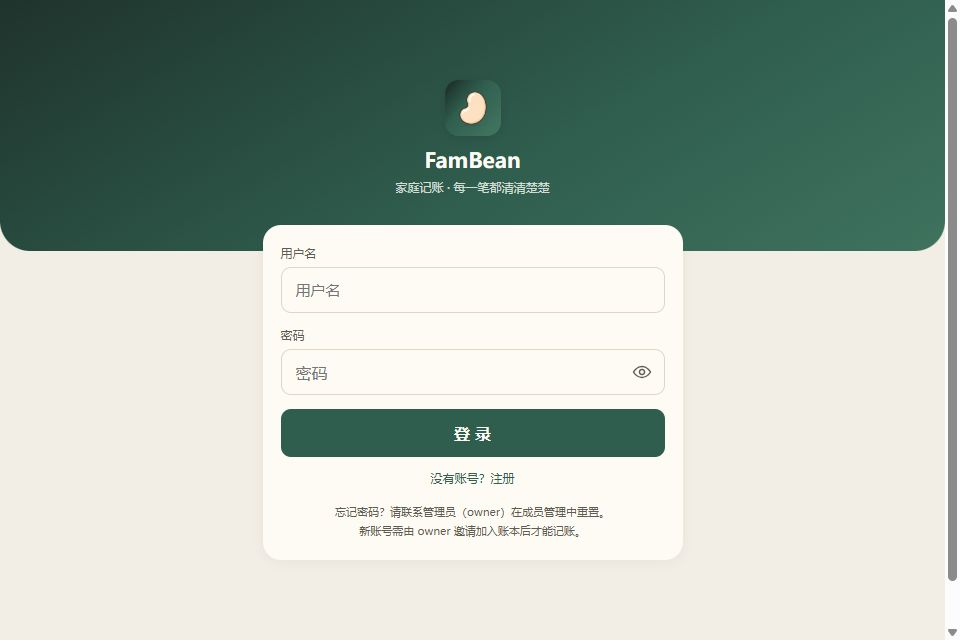 FamBean
家庭记账 · 每一笔都清清楚楚
用户名
用户名
密码
密码
登 录
没有账号？注册
忘记密码？请联系管理员（owner）在成员管理中重置。
新账号需由 owner 邀请加入账本后才能记账。